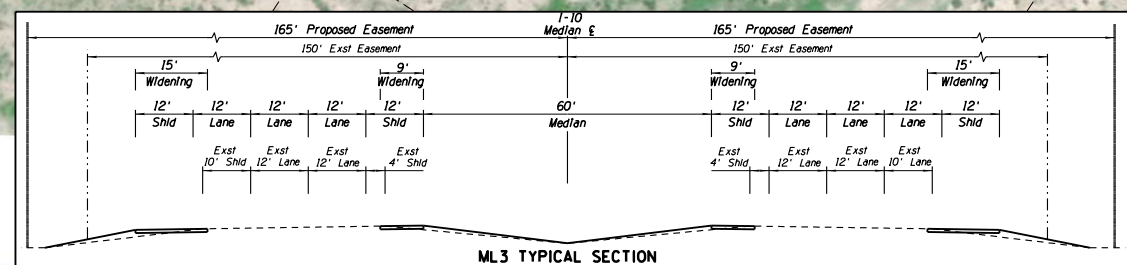 I-10
Median ℄
165' Proposed Easement 165' Proposed Easement
150' Exst Easement 150' Exst Easement
15' 9' 9' 15'
Widening Widening Widening Widening
12' 12' 12' 12' 12' 60' 12' 12' 12' 12' 12'
Shld Lane Lane Lane Shld Median Shld Lane Lane Lane Shld
Exst Exst Exst Exst Exst Exst Exst Exst
10' Shld 12' Lane 12' Lane 4' Shld 4' Shld 12' Lane 12' Lane 10' Lane
ML3 TYPICAL SECTION